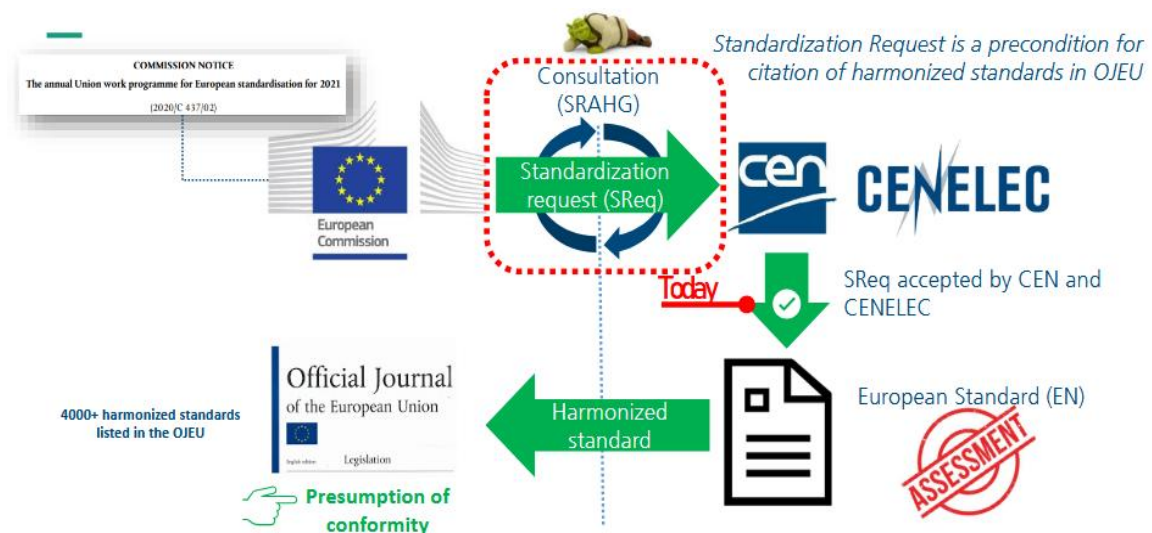 COMMISSION NOTICE
The annual Union work programme for European standardisation for 2021
(2020/C 437/02)
Consultation
(SRAHG)
Standardization Request is a precondition for
citation of harmonized standards in OJEU
European
Commission
Standardization
request (SReq)
cen
CENELEC
Today
SReq accepted by CEN and
CENELEC
Official Journal
of the European Union
English edition
Legislation
4000+ harmonized standards
listed in the OJEU
Harmonized
standard
European Standard (EN)
ASSESSMENT
Presumption of
conformity